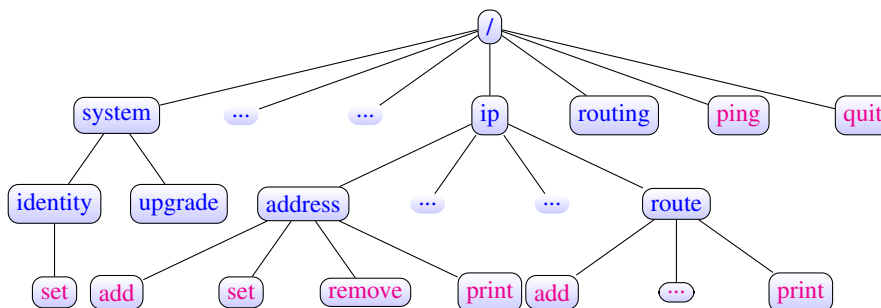 /
system ... ... ip routing ping quit
identity upgrade address ... ... route
set add set remove print add ... print